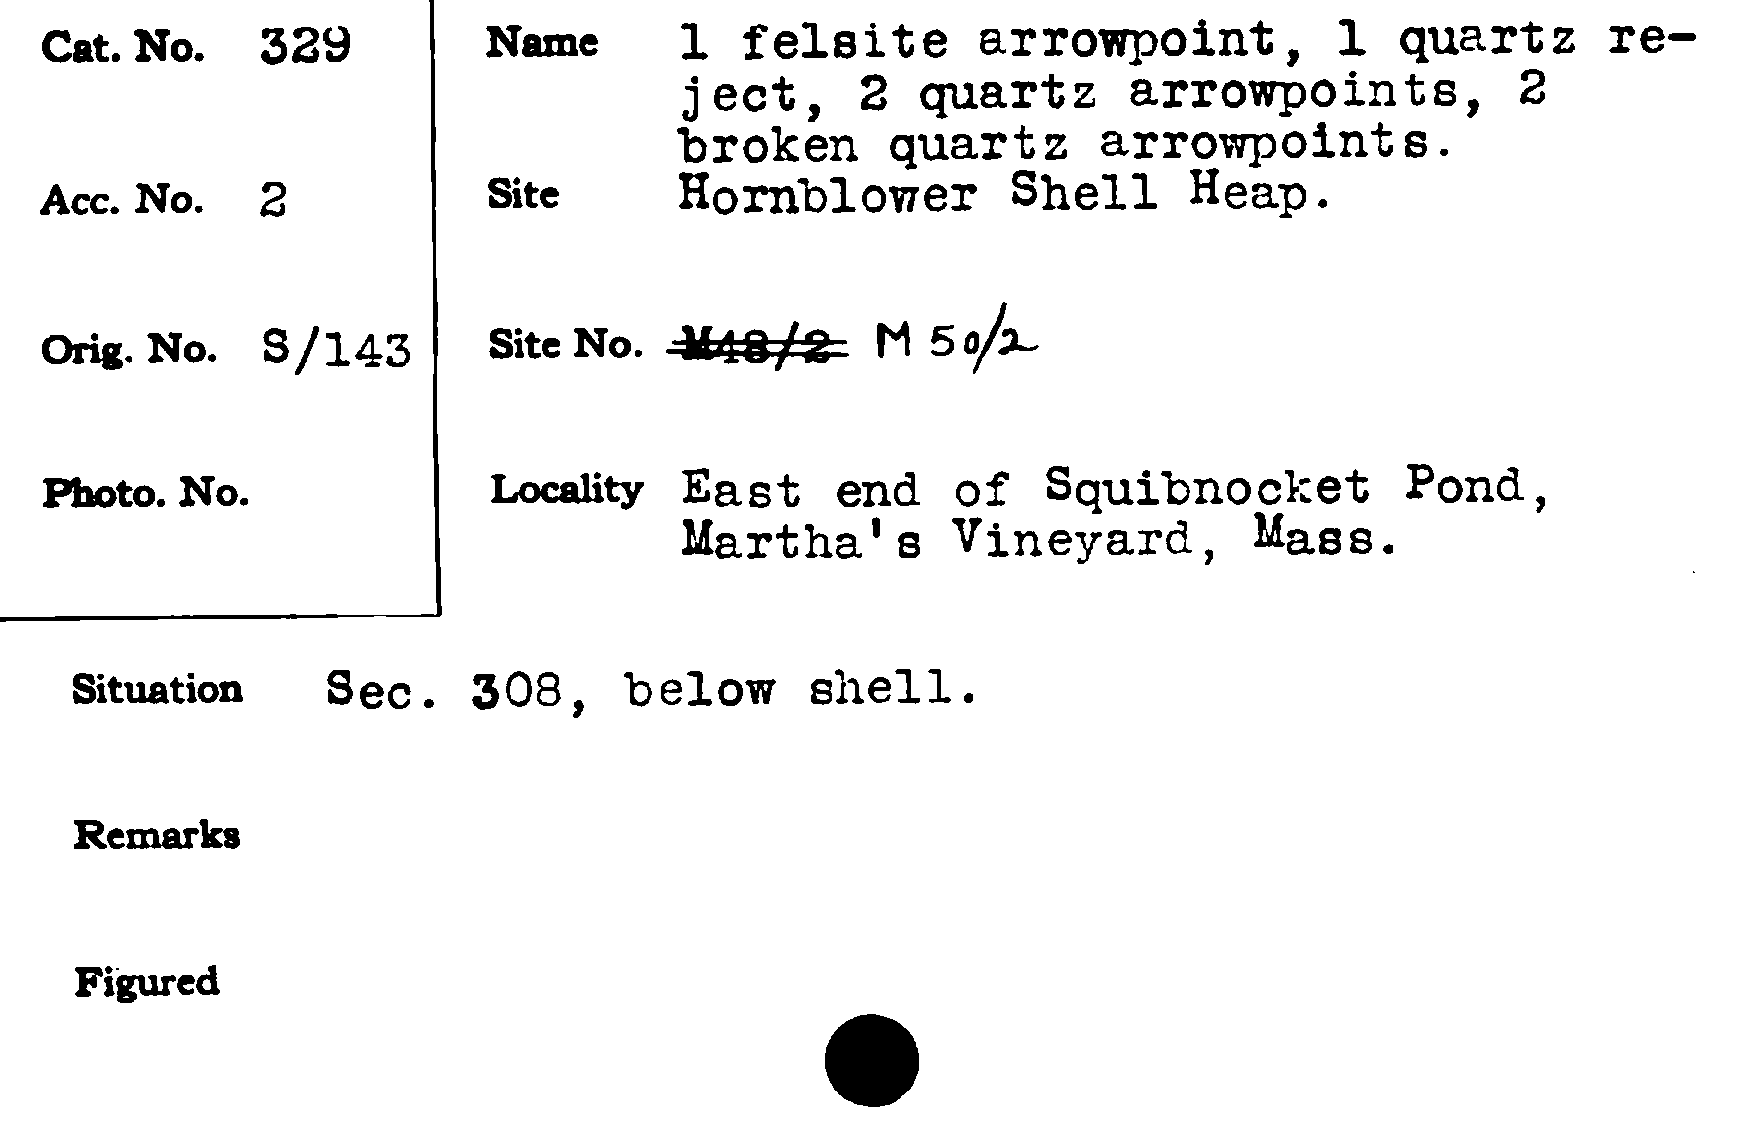 Cat. No. 329
Name 1 felsite arrowpoint, 1 quartz re-
ject, 2 quartz arrowpoints, 2
broken quartz arrowpoints.
Acc. No. 2
Site Hornblower Shell Heap.
Orig. No. S/143
Site No. M48/2 M 50/2
Photo. No.
Locality East end of Squibnocket Pond,
Martha's Vineyard, Mass.
Situation Sec. 308, below shell.
Remarks
Figured